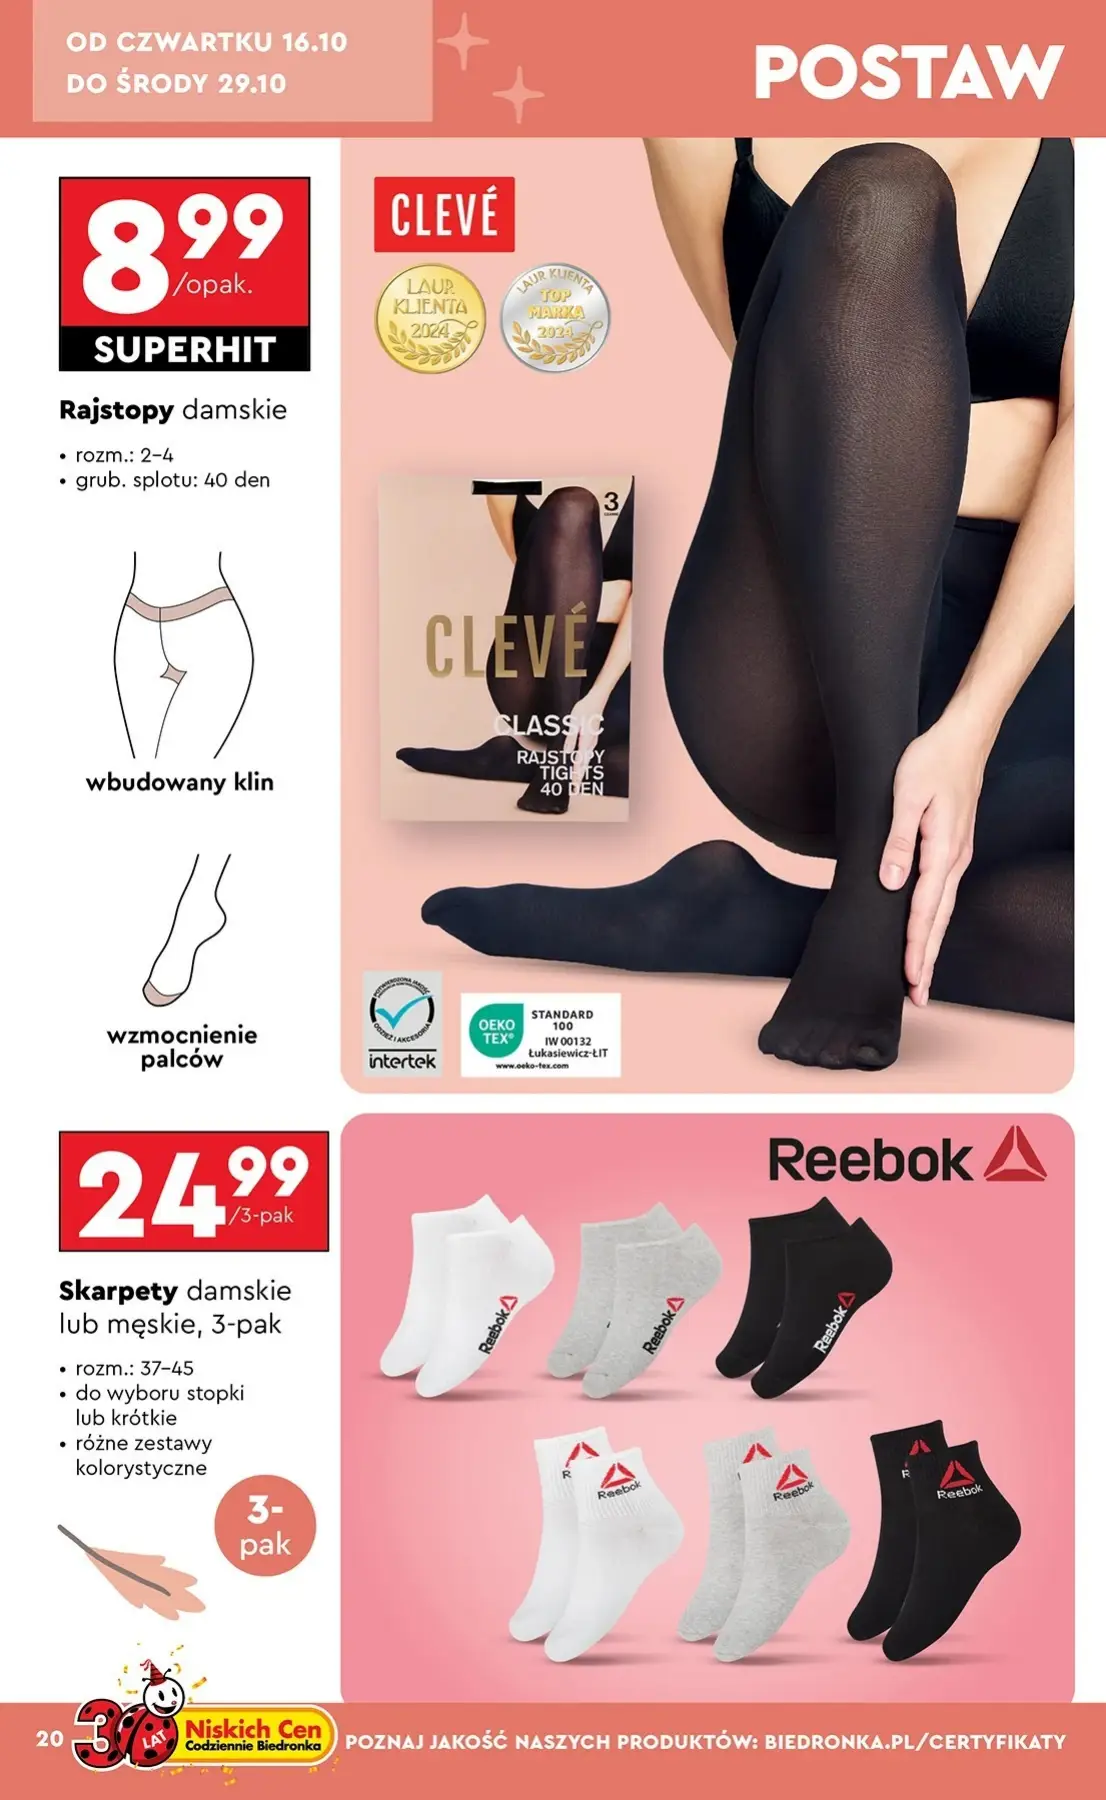 OD CZWARTKU 16.10
DO ŚRODY 29.10
POSTAW
8 99
/opak.
SUPERHIT
Rajstopy damskie
• rozm.: 2-4
• grub. splotu: 40 den
wbudowany klin
wzmocnienie
palców
CLEVÉ
LAUR
KLIENTA
2024
LAUR KLIENTA
TOP
MARKA
2024
3
CLEVÉ
CLASSIC
RAJSTOPY
TIGHTS
40 DEN
ODZIEŻ I AKCESORIA
intertek
OEKO
TEX®
STANDARD
100
IW 00132
Łukasiewicz-ŁIT
www.oeko-tex.com
24 99
/3-pak
Skarpety damskie
lub męskie, 3-pak
• rozm.: 37-45
• do wyboru stopki
lub krótkie
• różne zestawy
kolorystyczne
3-
pak
Reebok
Reebok
Reebok
Reebok
R
Reebok
Reebok
R
Reebok
20
30
LAT
Niskich Cen
Codziennie Biedronka
POZNAJ JAKOŚĆ NASZYCH PRODUKTÓW: BIEDRONKA.PL/CERTYFIKATY